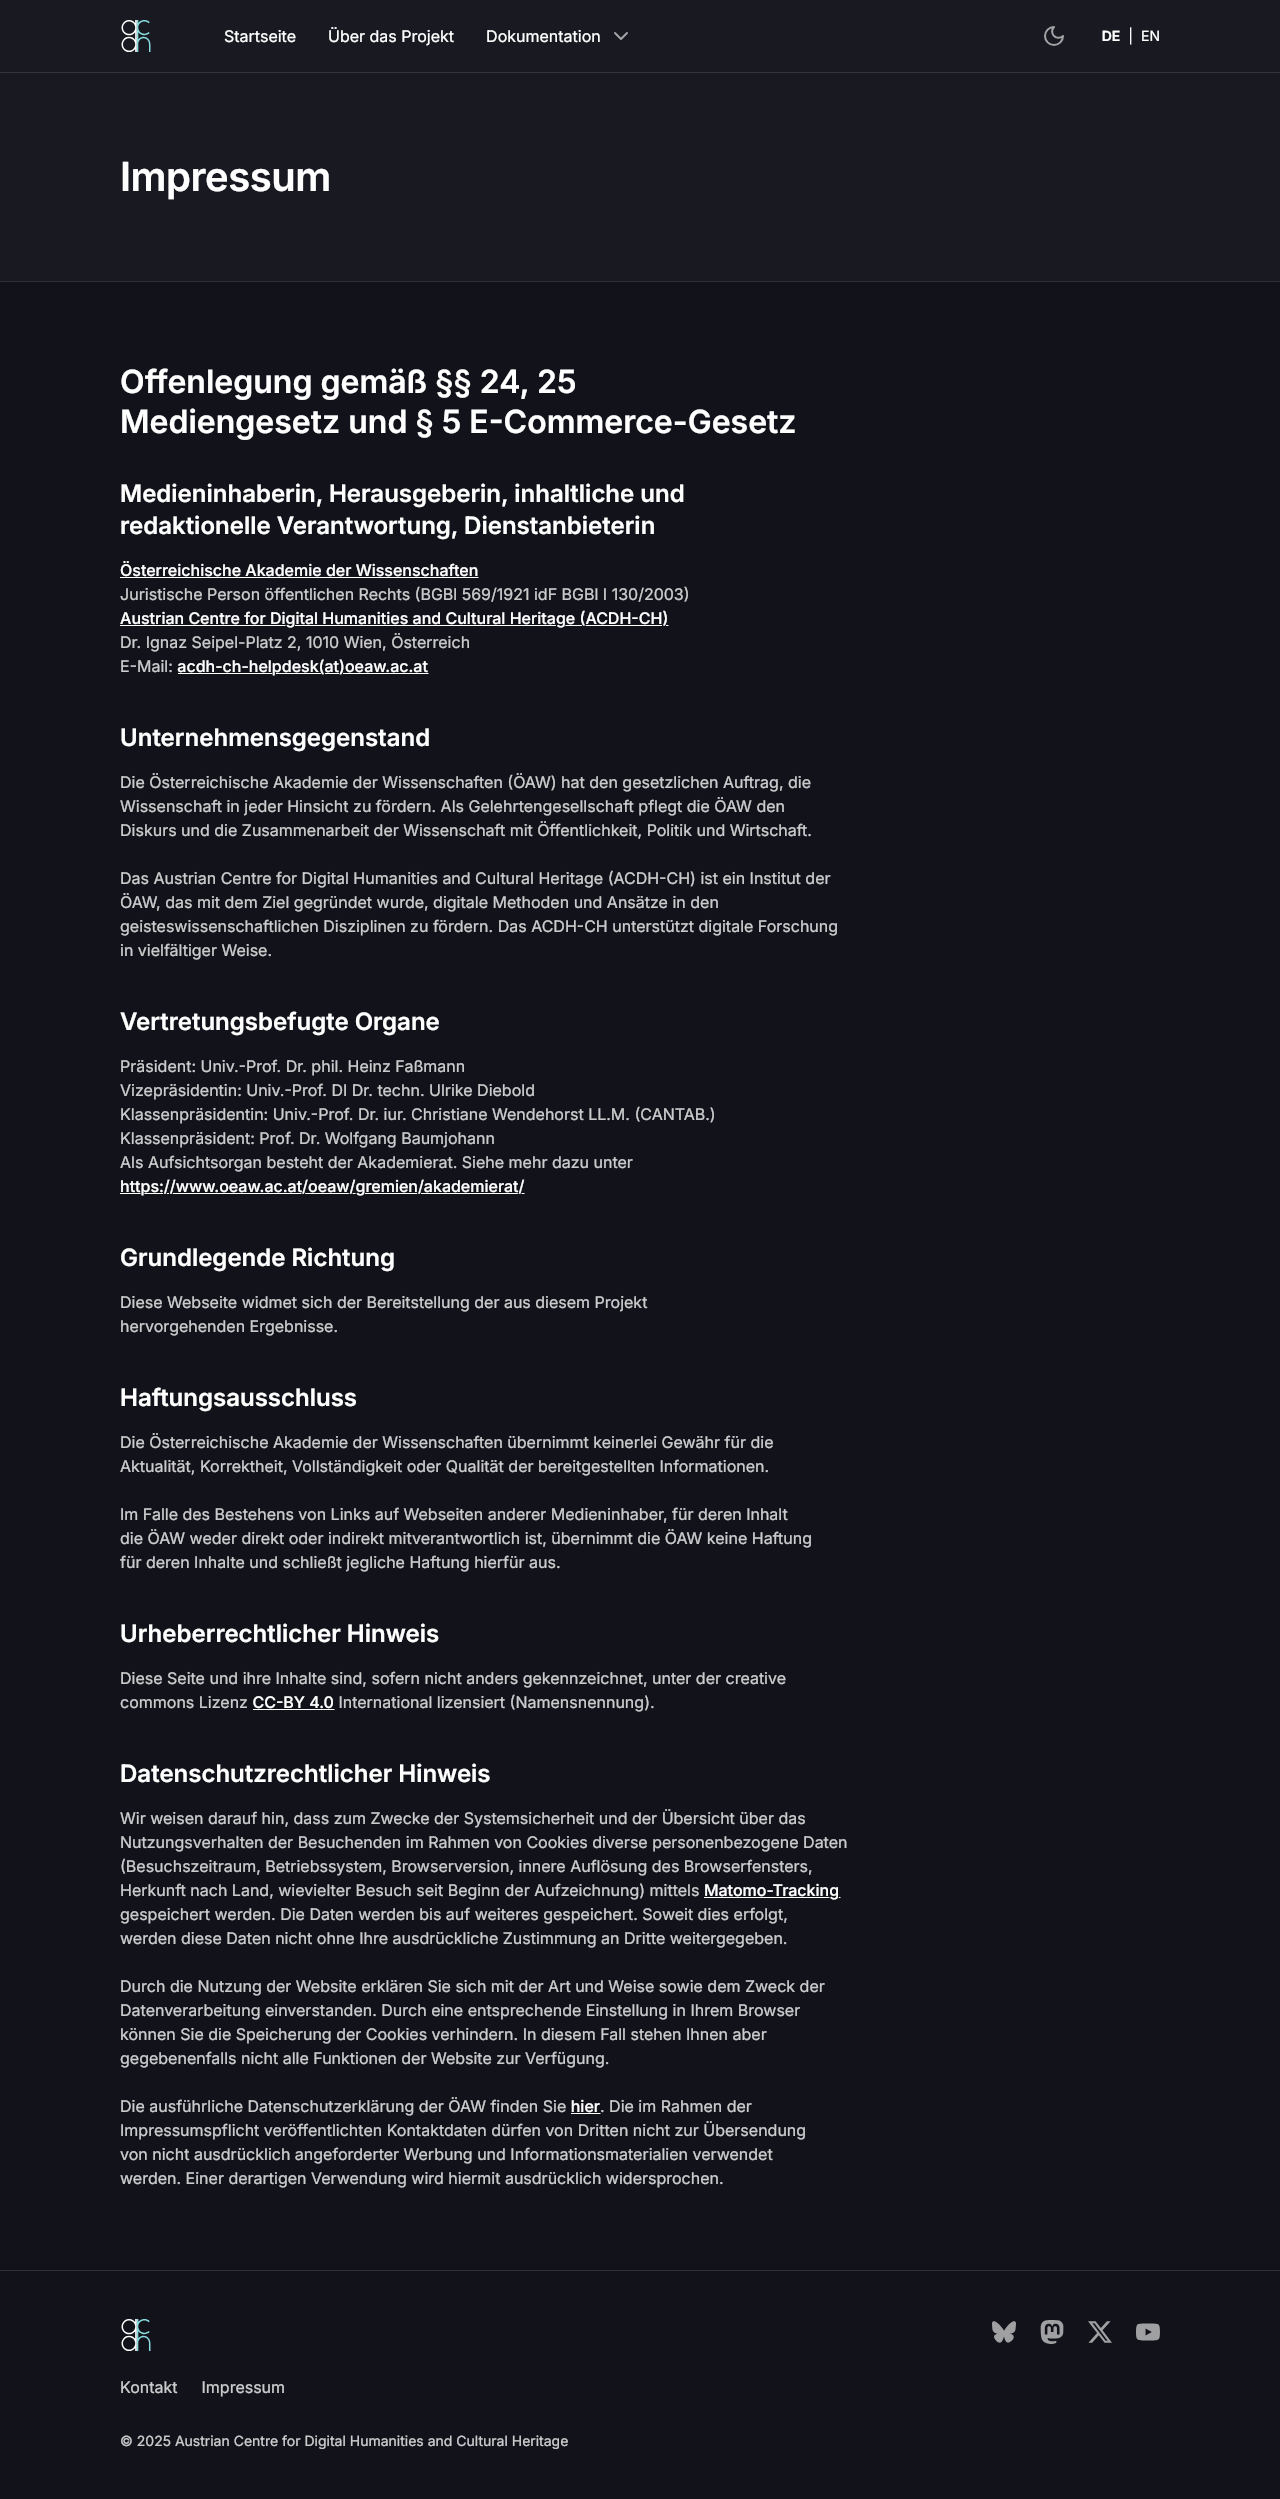 Startseite Über das Projekt Dokumentation DE | EN
Impressum
Offenlegung gemäß §§ 24, 25
Mediengesetz und § 5 E-Commerce-Gesetz
Medieninhaberin, Herausgeberin, inhaltliche und
redaktionelle Verantwortung, Dienstanbieterin
Österreichische Akademie der Wissenschaften
Juristische Person öffentlichen Rechts (BGBl 569/1921 idF BGBl I 130/2003)
Austrian Centre for Digital Humanities and Cultural Heritage (ACDH-CH)
Dr. Ignaz Seipel-Platz 2, 1010 Wien, Österreich
E-Mail: acdh-ch-helpdesk(at)oeaw.ac.at
Unternehmensgegenstand
Die Österreichische Akademie der Wissenschaften (ÖAW) hat den gesetzlichen Auftrag, die
Wissenschaft in jeder Hinsicht zu fördern. Als Gelehrtengesellschaft pflegt die ÖAW den
Diskurs und die Zusammenarbeit der Wissenschaft mit Öffentlichkeit, Politik und Wirtschaft.
Das Austrian Centre for Digital Humanities and Cultural Heritage (ACDH-CH) ist ein Institut der
ÖAW, das mit dem Ziel gegründet wurde, digitale Methoden und Ansätze in den
geisteswissenschaftlichen Disziplinen zu fördern. Das ACDH-CH unterstützt digitale Forschung
in vielfältiger Weise.
Vertretungsbefugte Organe
Präsident: Univ.-Prof. Dr. phil. Heinz Faßmann
Vizepräsidentin: Univ.-Prof. DI Dr. techn. Ulrike Diebold
Klassenpräsidentin: Univ.-Prof. Dr. iur. Christiane Wendehorst LL.M. (CANTAB.)
Klassenpräsident: Prof. Dr. Wolfgang Baumjohann
Als Aufsichtsorgan besteht der Akademierat. Siehe mehr dazu unter
https://www.oeaw.ac.at/oeaw/gremien/akademierat/
Grundlegende Richtung
Diese Webseite widmet sich der Bereitstellung der aus diesem Projekt
hervorgehenden Ergebnisse.
Haftungsausschluss
Die Österreichische Akademie der Wissenschaften übernimmt keinerlei Gewähr für die
Aktualität, Korrektheit, Vollständigkeit oder Qualität der bereitgestellten Informationen.
Im Falle des Bestehens von Links auf Webseiten anderer Medieninhaber, für deren Inhalt
die ÖAW weder direkt oder indirekt mitverantwortlich ist, übernimmt die ÖAW keine Haftung
für deren Inhalte und schließt jegliche Haftung hierfür aus.
Urheberrechtlicher Hinweis
Diese Seite und ihre Inhalte sind, sofern nicht anders gekennzeichnet, unter der creative
commons Lizenz CC-BY 4.0 International lizensiert (Namensnennung).
Datenschutzrechtlicher Hinweis
Wir weisen darauf hin, dass zum Zwecke der Systemsicherheit und der Übersicht über das
Nutzungsverhalten der Besuchenden im Rahmen von Cookies diverse personenbezogene Daten
(Besuchszeitraum, Betriebssystem, Browserversion, innere Auflösung des Browserfensters,
Herkunft nach Land, wievielter Besuch seit Beginn der Aufzeichnung) mittels Matomo-Tracking
gespeichert werden. Die Daten werden bis auf weiteres gespeichert. Soweit dies erfolgt,
werden diese Daten nicht ohne Ihre ausdrückliche Zustimmung an Dritte weitergegeben.
Durch die Nutzung der Website erklären Sie sich mit der Art und Weise sowie dem Zweck der
Datenverarbeitung einverstanden. Durch eine entsprechende Einstellung in Ihrem Browser
können Sie die Speicherung der Cookies verhindern. In diesem Fall stehen Ihnen aber
gegebenenfalls nicht alle Funktionen der Website zur Verfügung.
Die ausführliche Datenschutzerklärung der ÖAW finden Sie hier. Die im Rahmen der
Impressumspflicht veröffentlichten Kontaktdaten dürfen von Dritten nicht zur Übersendung
von nicht ausdrücklich angeforderter Werbung und Informationsmaterialien verwendet
werden. Einer derartigen Verwendung wird hiermit ausdrücklich widersprochen.
Kontakt Impressum
© 2025 Austrian Centre for Digital Humanities and Cultural Heritage